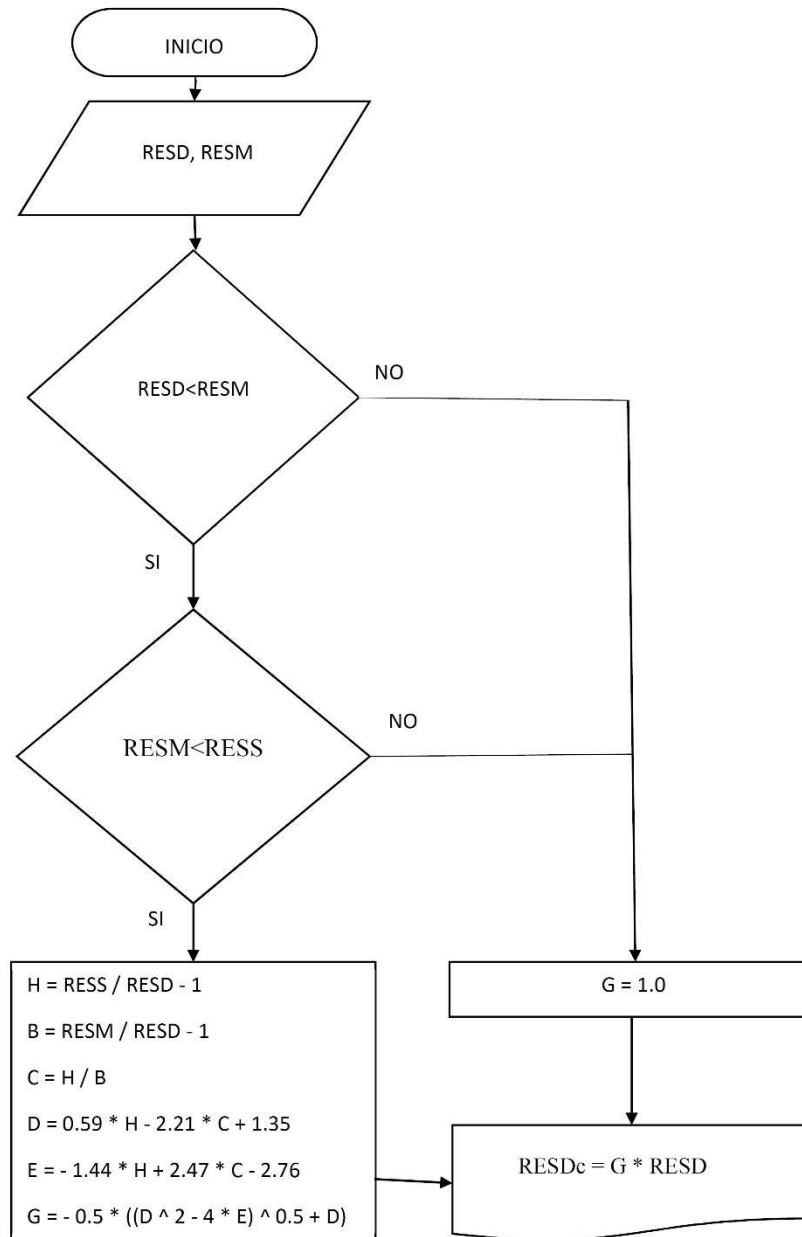 INICIO
RESD, RESM
RESD<RESM
NO
SI
RESM<RESS
NO
SI
H = RESS / RESD - 1
B = RESM / RESD - 1
C = H / B
D = 0.59 * H - 2.21 * C + 1.35
E = - 1.44 * H + 2.47 * C - 2.76
G = - 0.5 * ((D ^ 2 - 4 * E) ^ 0.5 + D)
G = 1.0
RESDc = G * RESD